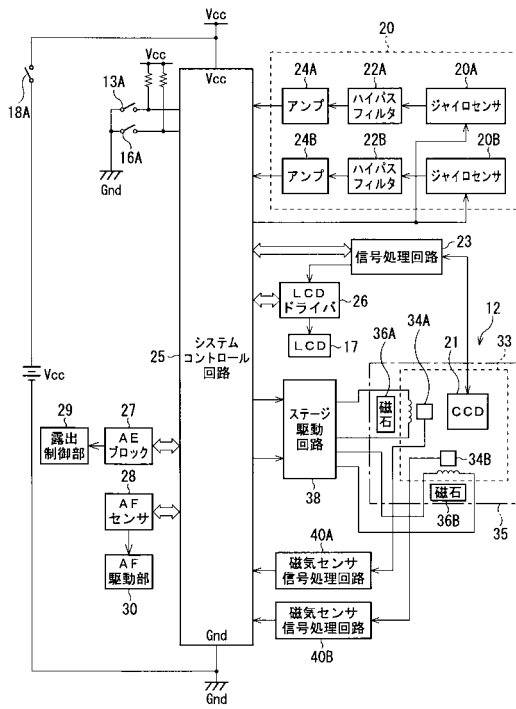 Vcc
20
18A
Vcc
13A
16A
Gnd
Vcc
24A
22A
20A
アンプ
ハイパス
フィルタ
ジャイロセンサ
24B
22B
20B
アンプ
ハイパス
フィルタ
ジャイロセンサ
23
信号処理回路
LCD
ドライバ
26
LCD
17
12
25
システム
コントロール
回路
Vcc
29
27
露出
制御部
AE
ブロック
28
AF
センサ
AF
駆動部
30
ステージ
駆動
回路
38
36A
34A
21
33
磁石
CCD
34B
磁石
36B
35
40A
磁気センサ
信号処理回路
磁気センサ
信号処理回路
40B
Gnd
Gnd